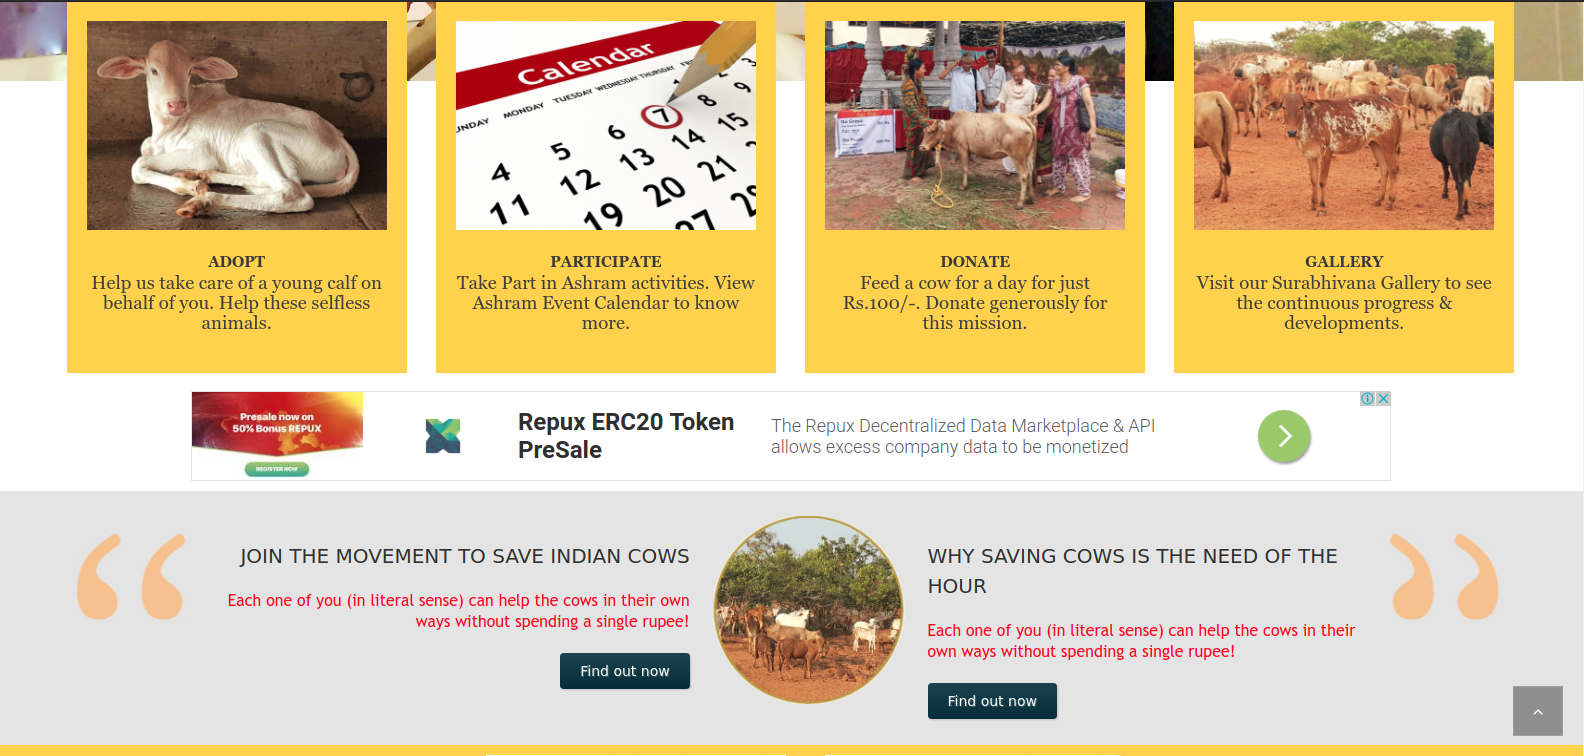 Calendar
UNDAY MONDAY TUESDAY WEDNESDAY THURSDAY
7 8 9
4 5 6 13 14 15
11 12 19 20 21
27
ADOPT
Help us take care of a young calf on
behalf of you. Help these selfless
animals.
PARTICIPATE
Take Part in Ashram activities. View
Ashram Event Calendar to know
more.
DONATE
Feed a cow for a day for just
Rs.100/-. Donate generously for
this mission.
GALLERY
Visit our Surabhivana Gallery to see
the continuous progress &
developments.
Presale now on
50% Bonus REPUX
REGISTER NOW
Repux ERC20 Token
PreSale
The Repux Decentralized Data Marketplace & API
allows excess company data to be monetized
JOIN THE MOVEMENT TO SAVE INDIAN COWS
Each one of you (in literal sense) can help the cows in their own
ways without spending a single rupee!
Find out now
WHY SAVING COWS IS THE NEED OF THE
HOUR
Each one of you (in literal sense) can help the cows in their
own ways without spending a single rupee!
Find out now